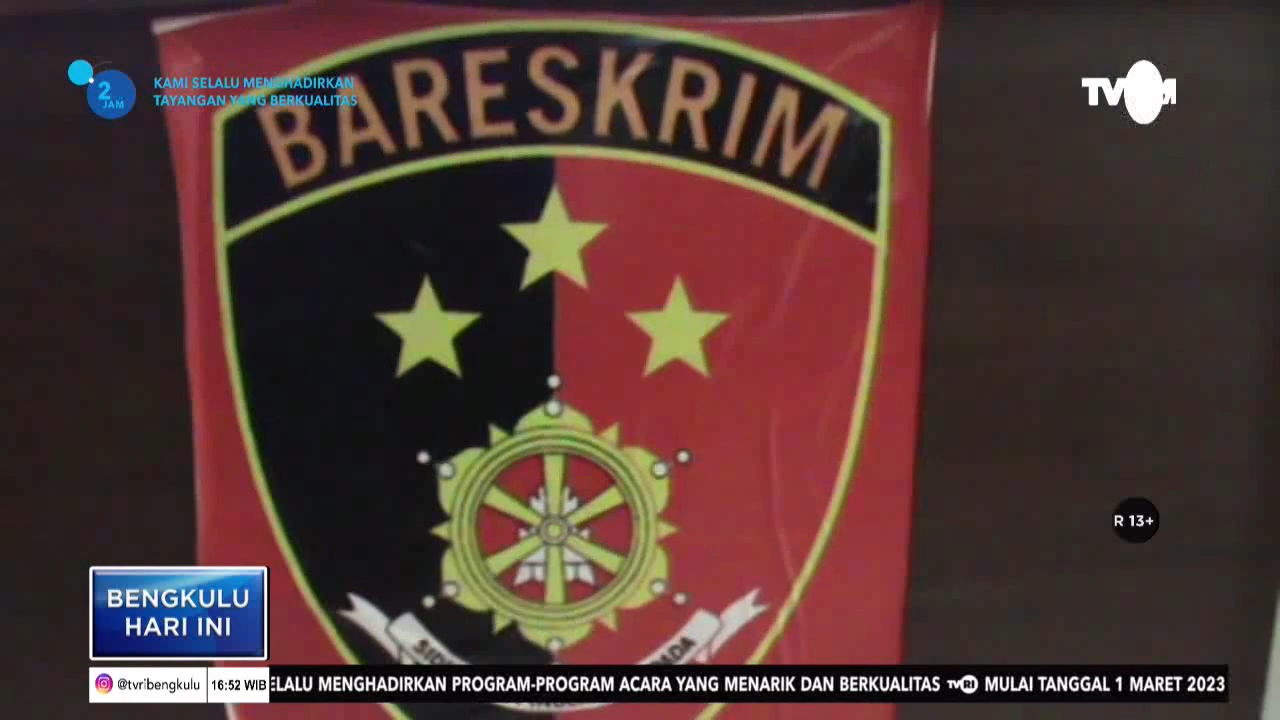 2
JAM
KAMI SELALU MENGHADIRKAN
TAYANGAN YANG BERKUALITAS
BARESKRIM
R 13+
BENGKULU
HARI INI
@tvribengkulu
16:52 WIB
ELALU MENGHADIRKAN PROGRAM-PROGRAM ACARA YANG MENARIK DAN BERKUALITAS TVRI MULAI TANGGAL 1 MARET 2023